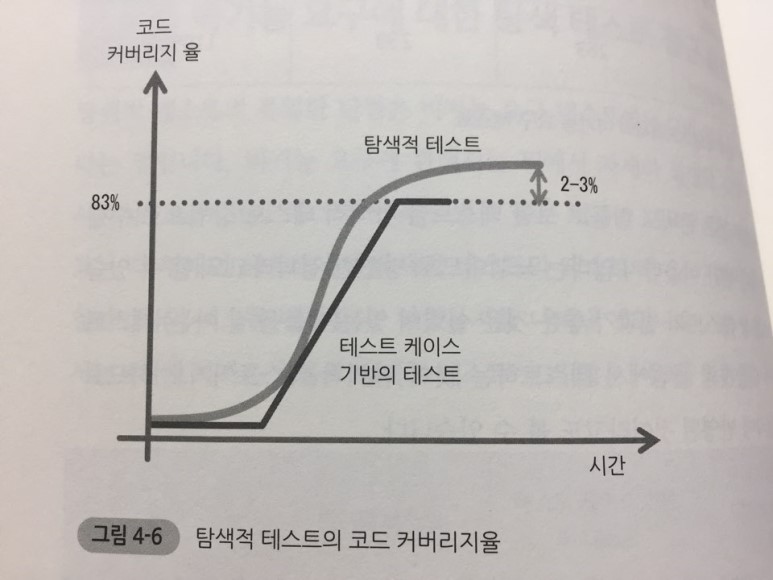 코드
커버리지 율
탐색적 테스트
2-3%
83%
테스트 케이스
기반의 테스트
시간
그림 4-6 탐색적 테스트의 코드 커버리지율